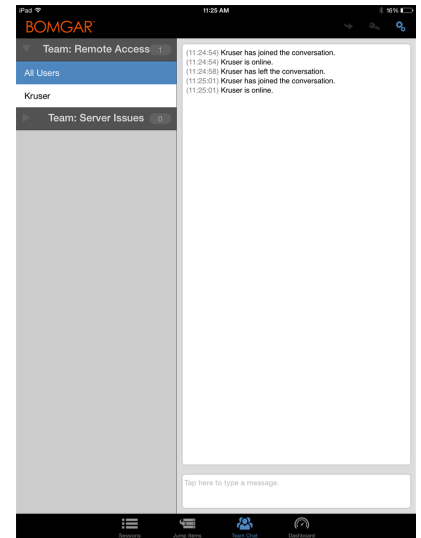 iPad 11:25 AM 16%
BOMGAR
Team: Remote Access 1
All Users
Kruser
Team: Server Issues 0
(11:24:54) Kruser has joined the conversation.
(11:24:54) Kruser is online.
(11:24:58) Kruser has left the conversation.
(11:25:01) Kruser has joined the conversation.
(11:25:01) Kruser is online.
Tap here to type a message.
Sessions Jump Items Team Chat Dashboard